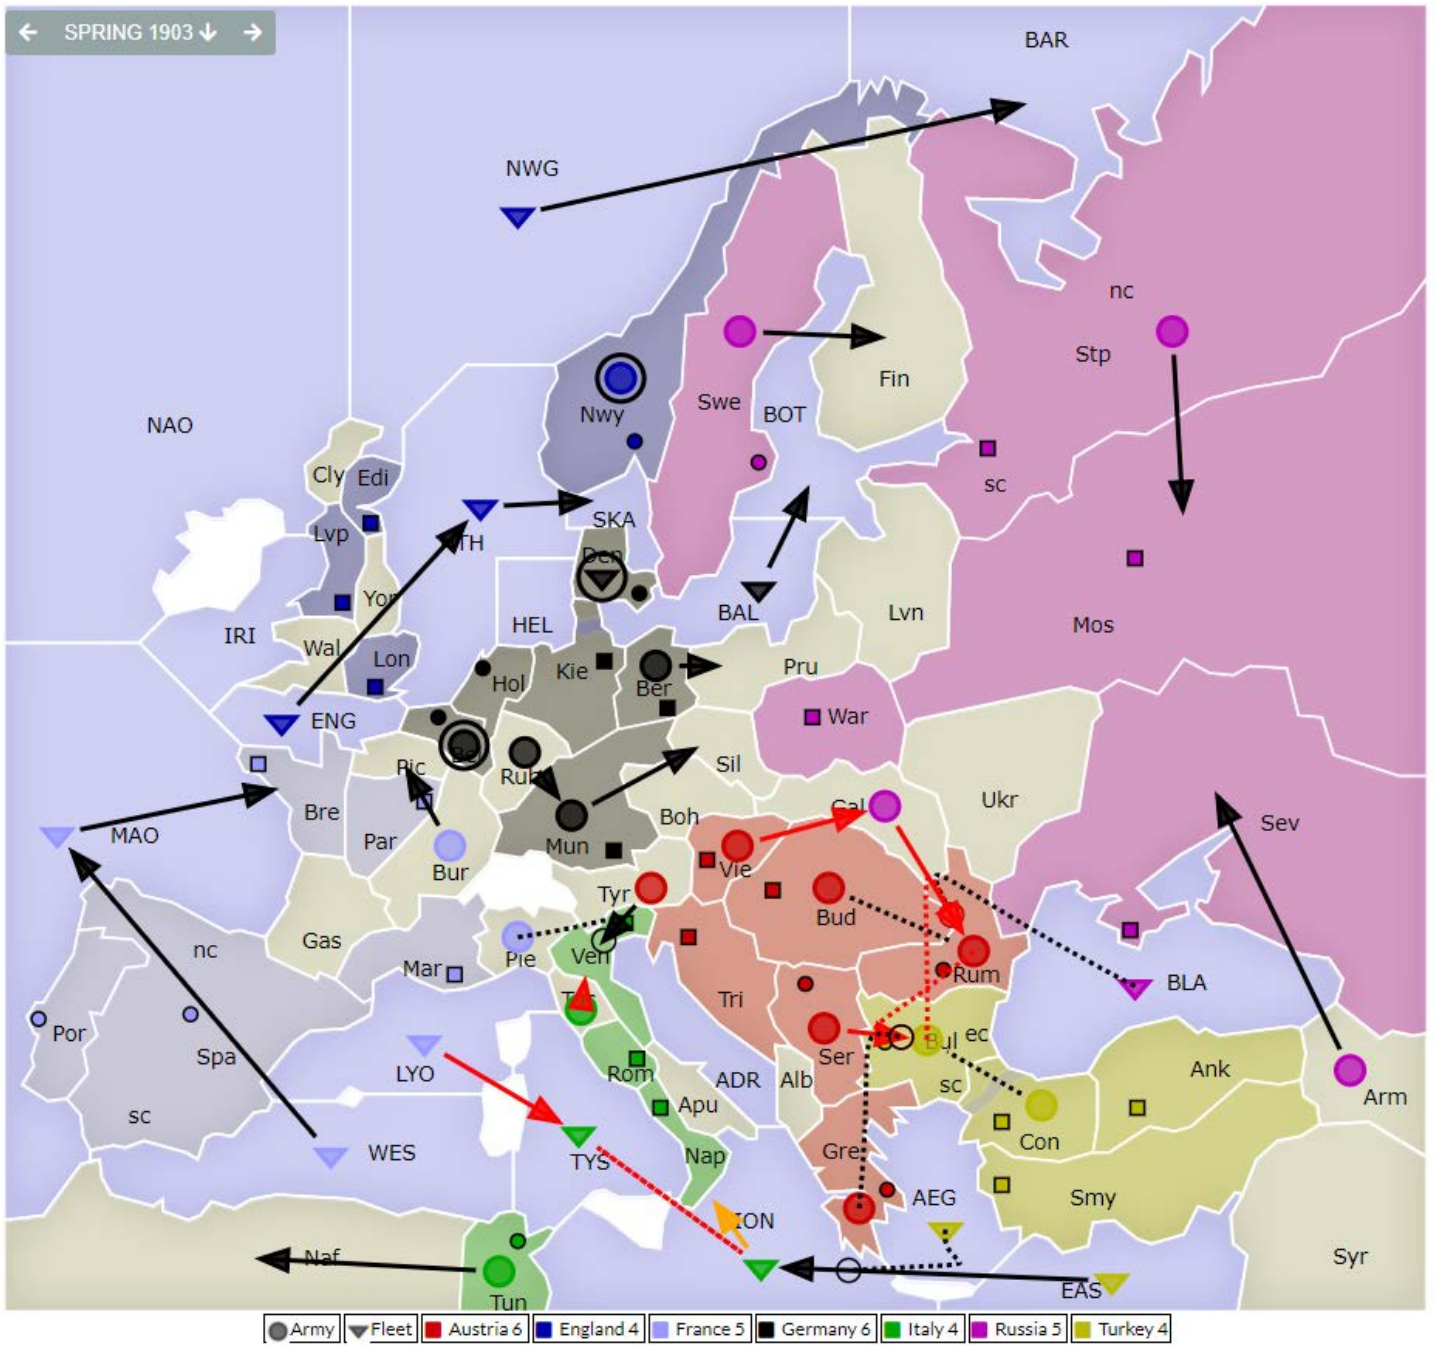 SPRING 1903
BAR
NWG
nc
Stp
NAO
Fin
Swe
BOT
Nwy
Cly
Edi
sc
SKA
Lvp
TH
Den
Yor
BAL
Lvn
IRI
HEL
Mos
Wal
Lon
Kie
Pru
Hol
Ber
ENG
War
Bel
Sil
Pic
Ruh
Ukr
Bre
Gal
Boh
Sev
MAO
Par
Mun
Bur
Vie
Tyr
Bud
nc
Gas
Ven
Pie
Mar
Rum
BLA
Tus
Tri
Por
Spa
Bul
ec
Ser
LYO
Rom
ADR
Alb
sc
Ank
Arm
sc
Apu
Con
WES
Gre
TYS
Nap
AEG
Smy
ION
Naf
Syr
EAS
Tun
Army Fleet Austria 6 England 4 France 5 Germany 6 Italy 4 Russia 5 Turkey 4